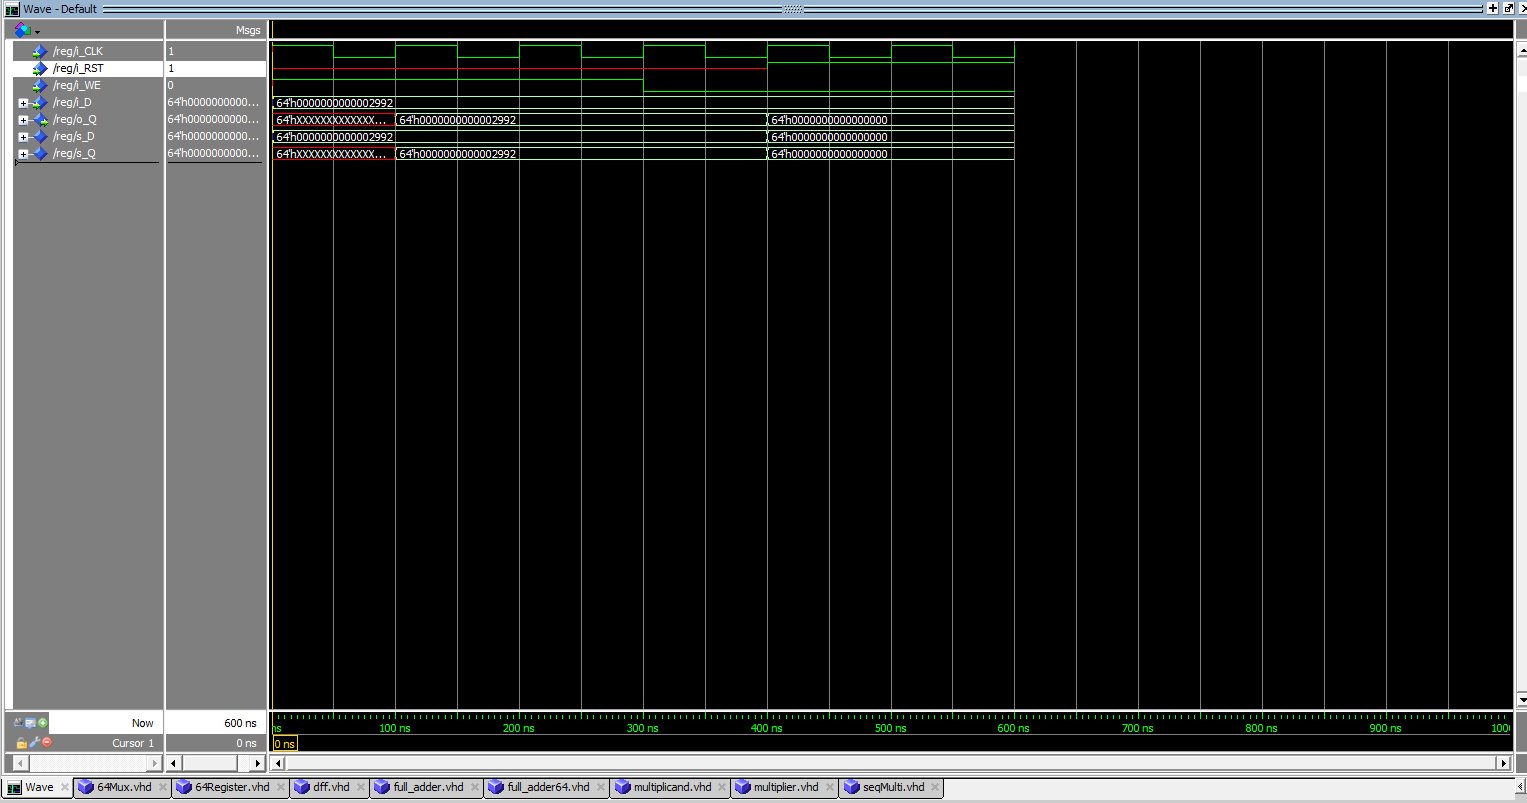 Wave - Default
Msgs
/reg/i_CLK 1
/reg/i_RST 1
/reg/i_WE 0
/reg/i_D 64'h0000000000... 64'h0000000000002992
/reg/o_Q 64'h0000000000... 64'hXXXXXXXXXXXXX... 64'h0000000000002992 64'h0000000000000000
/reg/s_D 64'h0000000000... 64'h0000000000002992 64'h0000000000000000
/reg/s_Q 64'h0000000000... 64'hXXXXXXXXXXXXX... 64'h0000000000002992 64'h0000000000000000
Now 600 ns ns 100 ns 200 ns 300 ns 400 ns 500 ns 600 ns 700 ns 800 ns 900 ns 100
Cursor 1 0 ns 0 ns
Wave 64Mux.vhd 64Register.vhd dff.vhd full_adder.vhd full_adder64.vhd multiplicand.vhd multiplier.vhd seqMulti.vhd